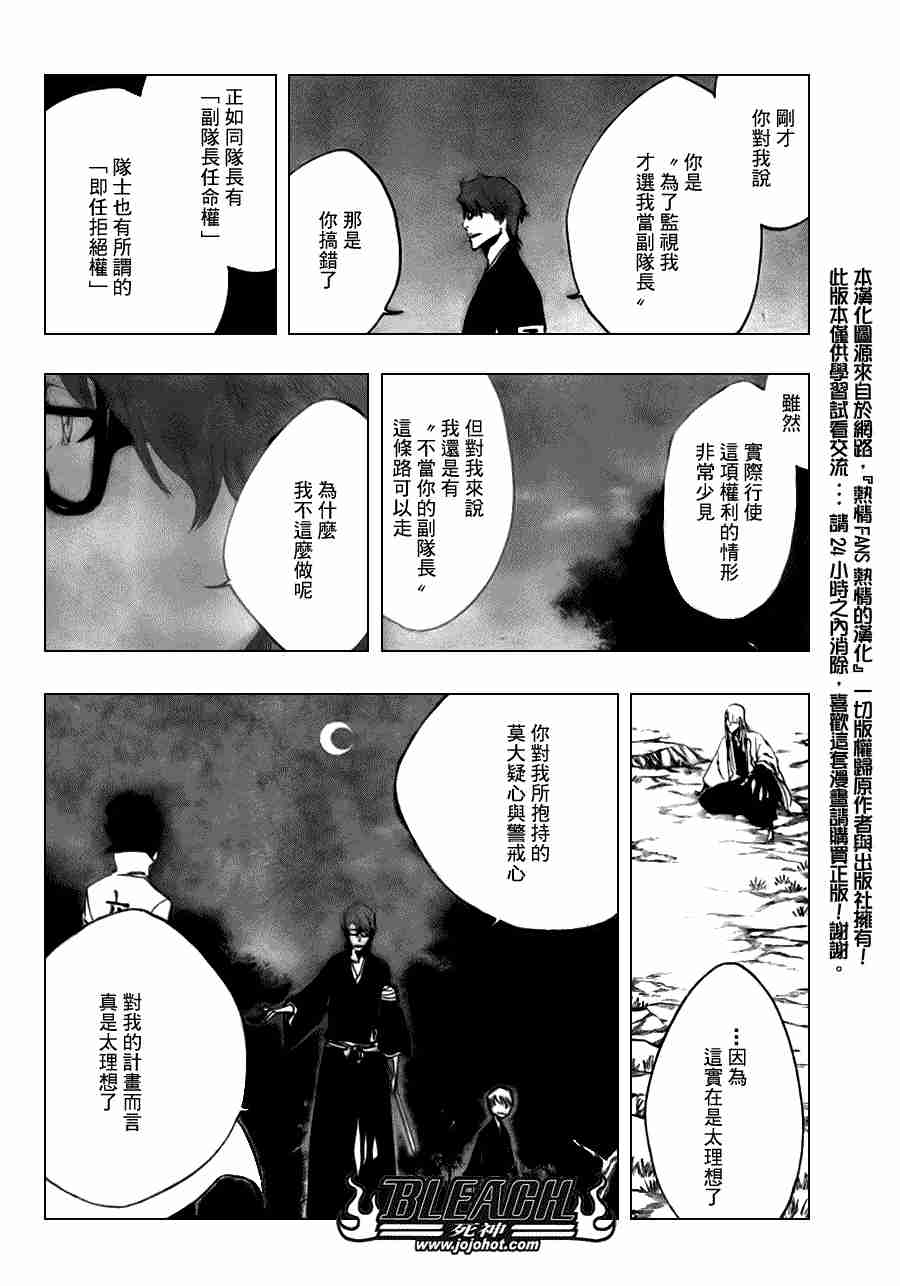 剛才
你對我說
你是
〝為了監視我
才選我當副隊長〞
那是
你搞錯了
正如同隊長有
「副隊長任命權」
隊士也有所謂的
「即任拒絕權」
雖然
實際行使
這項權利的情形
非常少見
但對我來說
我還是有
〝不當你的副隊長〞
這條路可以走
為什麼
我不這麼做呢
…因為
這實在是太理想了
你對我所抱持的
莫大疑心與警戒心
對我的計畫而言
真是太理想了
本漢化圖源來自於網路，『熱情FANS熱情的漢化』一切版權歸原作者與出版社擁有！
此版本僅供學習試看交流...請24小時之內消除，喜歡這套漫畫請購買正版！謝謝。
BLEACH
死神
www.jojohot.com